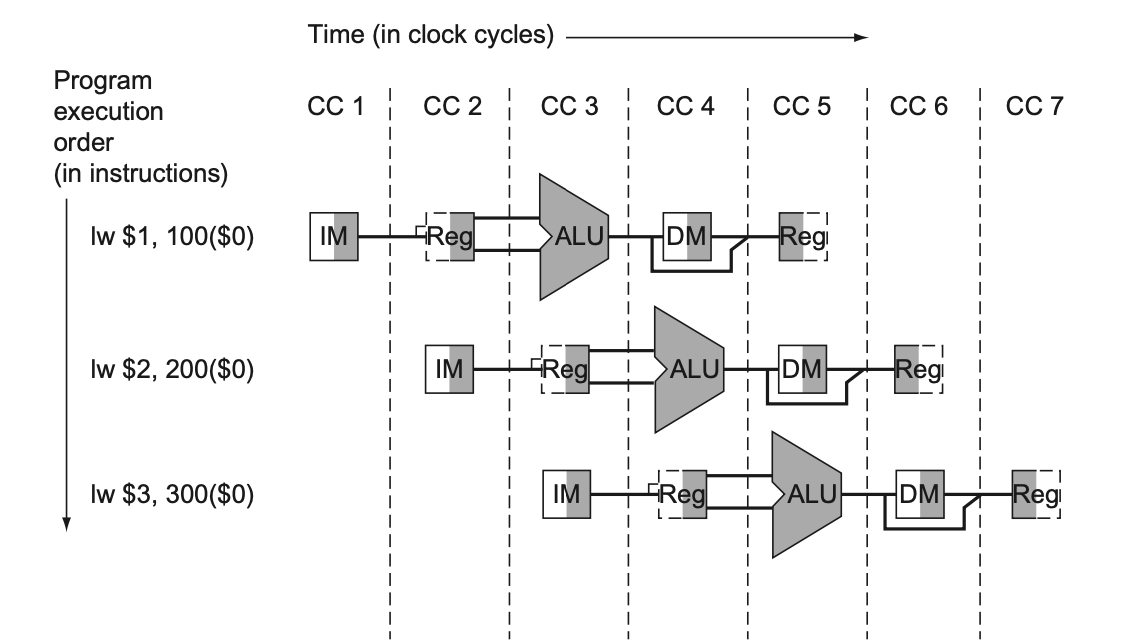 Time (in clock cycles)
Program
execution
order
(in instructions)
CC 1 CC 2 CC 3 CC 4 CC 5 CC 6 CC 7
lw $1, 100($0) IM Reg ALU DM Reg
lw $2, 200($0) IM Reg ALU DM Reg
lw $3, 300($0) IM Reg ALU DM Reg